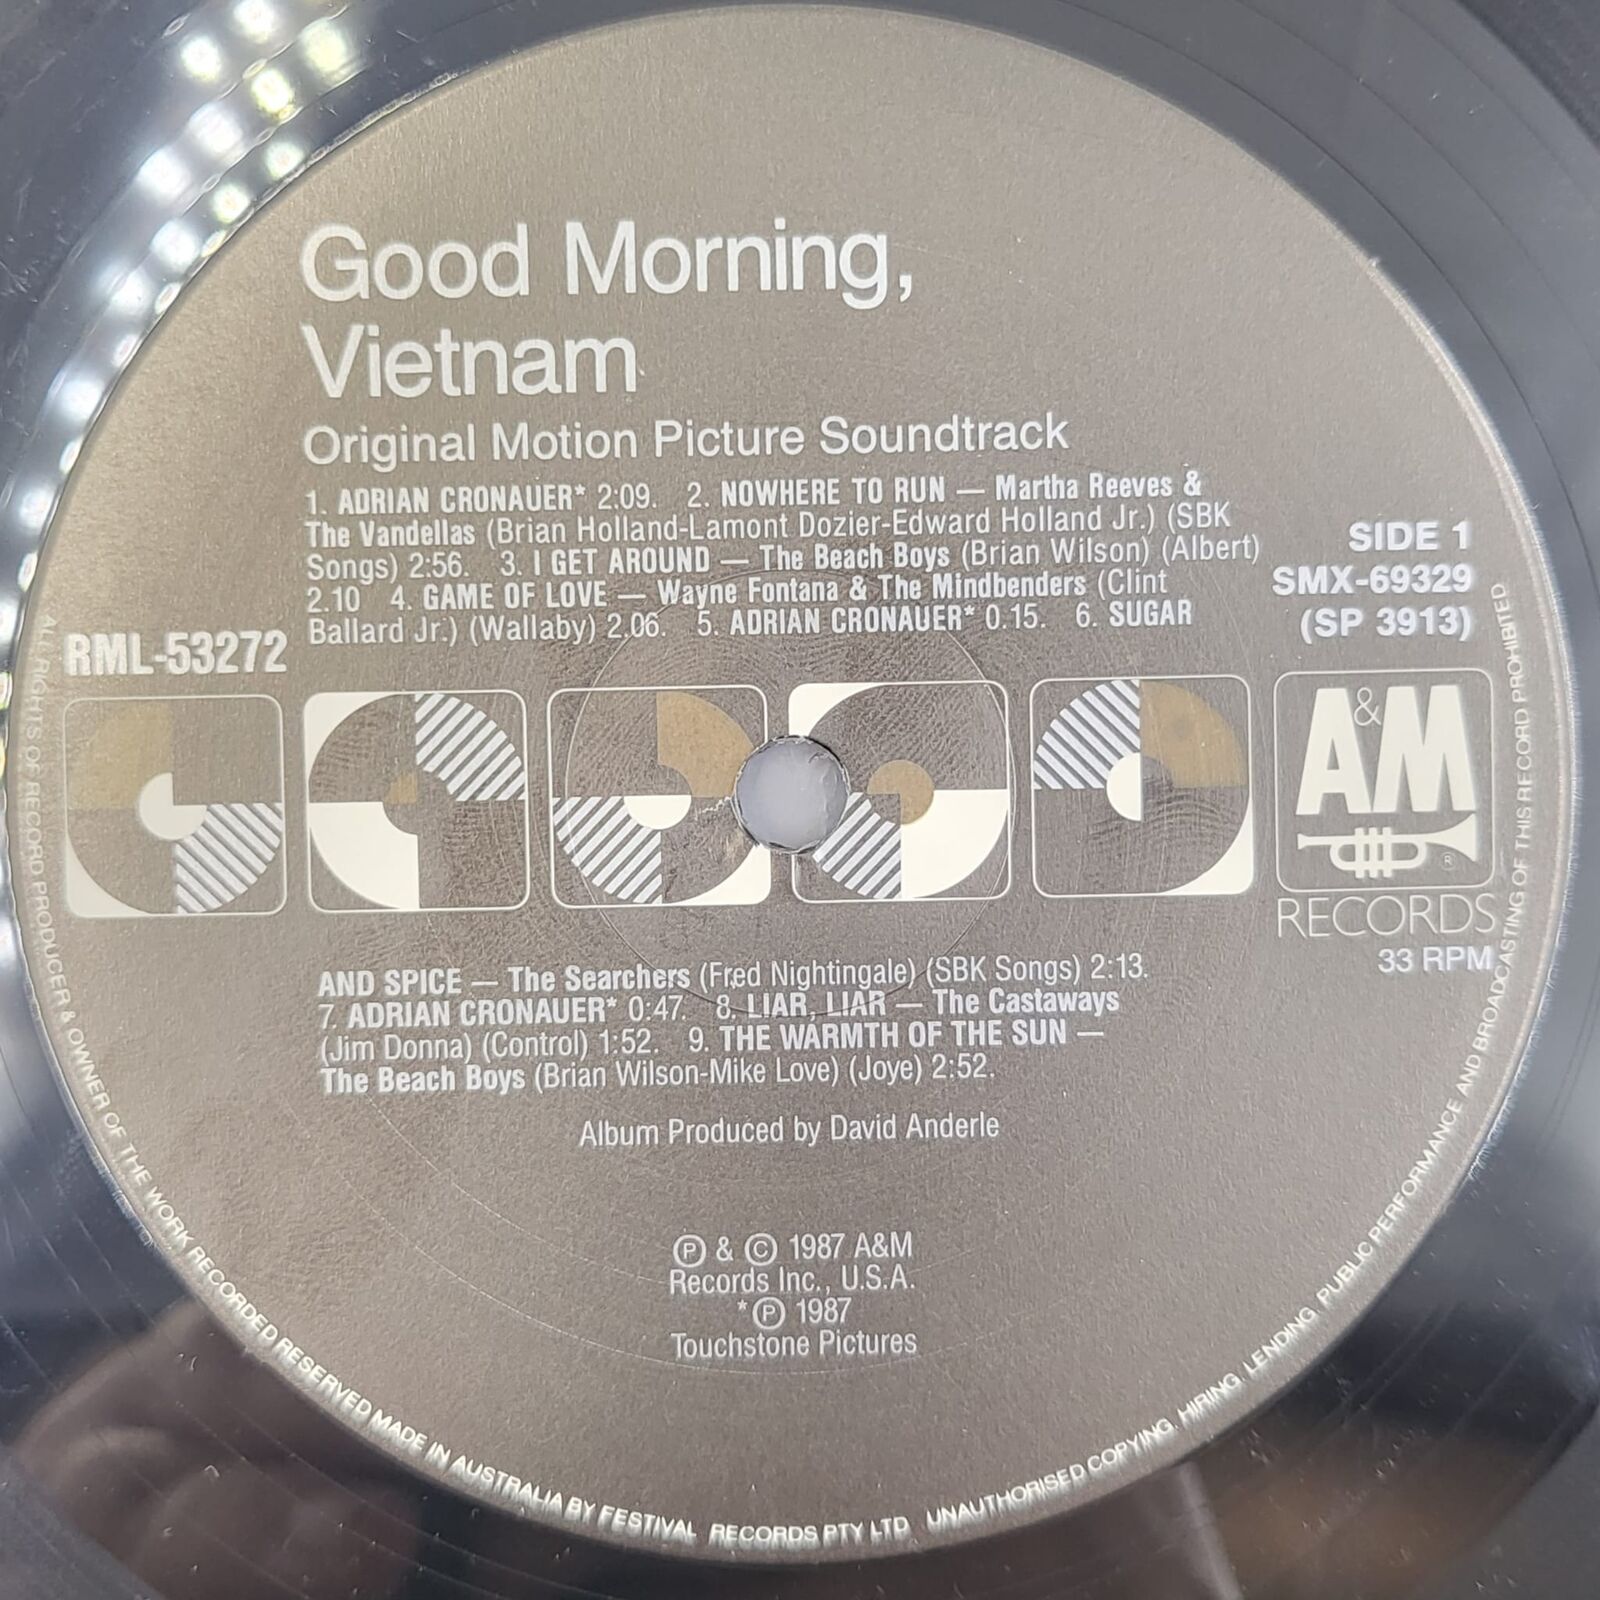 Good Morning,
Vietnam
Original Motion Picture Soundtrack
1. ADRIAN CRONAUER* 2:09. 2. NOWHERE TO RUN — Martha Reeves &
The Vandellas (Brian Holland-Lamont Dozier-Edward Holland Jr.) (SBK
Songs) 2:56. 3. I GET AROUND — The Beach Boys (Brian Wilson) (Albert)
2.10 4. GAME OF LOVE — Wayne Fontana & The Mindbenders (Clint
Ballard Jr.) (Wallaby) 2.06. 5. ADRIAN CRONAUER* 0.15. 6. SUGAR
SIDE 1
SMX-69329
(SP 3913)
RML-53272
A&M
®
RECORDS
33 RPM
AND SPICE — The Searchers (Fred Nightingale) (SBK Songs) 2:13.
7. ADRIAN CRONAUER* 0:47. 8. LIAR, LIAR — The Castaways
(Jim Donna) (Control) 1:52. 9. THE WARMTH OF THE SUN —
The Beach Boys (Brian Wilson-Mike Love) (Joye) 2:52.
Album Produced by David Anderle
℗ & © 1987 A&M
Records Inc., U.S.A.
*℗ 1987
Touchstone Pictures
ALL RIGHTS OF RECORD PRODUCER & OWNER OF THE WORK RECORDED RESERVED MADE IN AUSTRALIA BY FESTIVAL RECORDS PTY LTD UNAUTHORISED COPYING, HIRING, LENDING, PUBLIC PERFORMANCE AND BROADCASTING OF THIS RECORD PROHIBITED